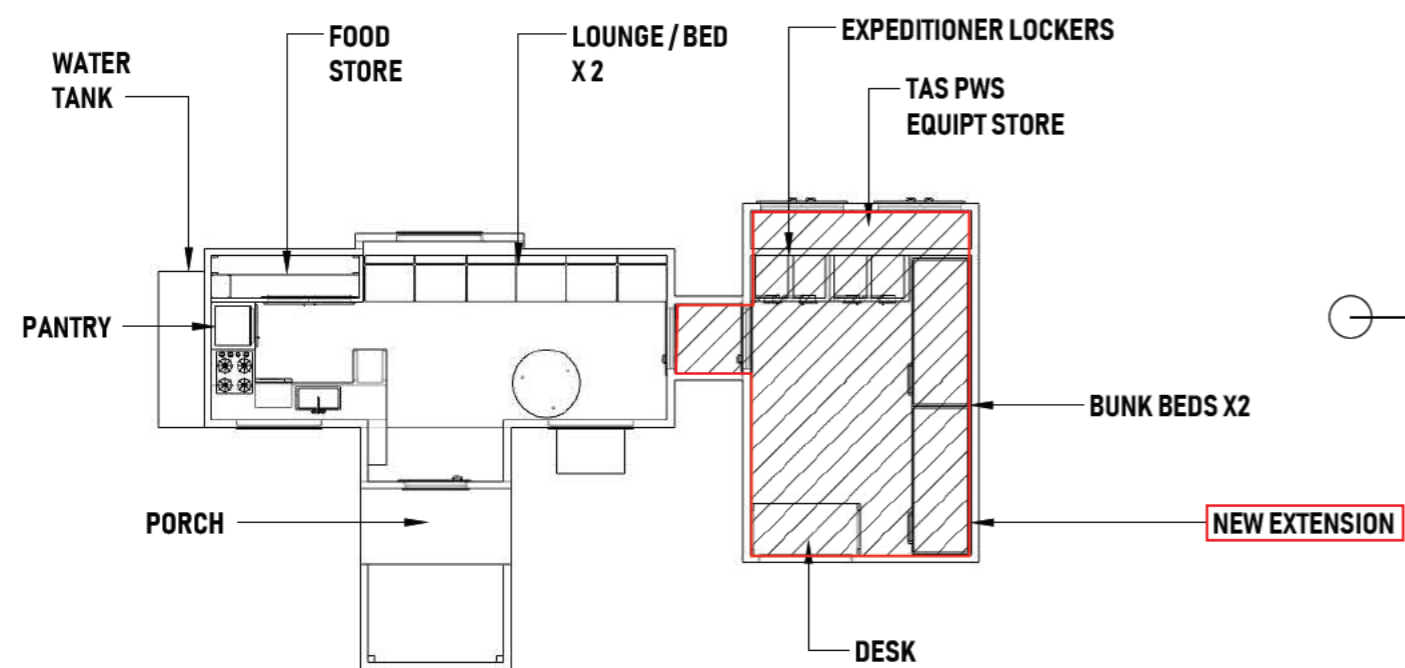 FOOD
STORE
LOUNGE / BED
X 2
EXPEDITIONER LOCKERS
WATER
TANK
TAS PWS
EQUIPT STORE
PANTRY
BUNK BEDS X2
PORCH
NEW EXTENSION
DESK